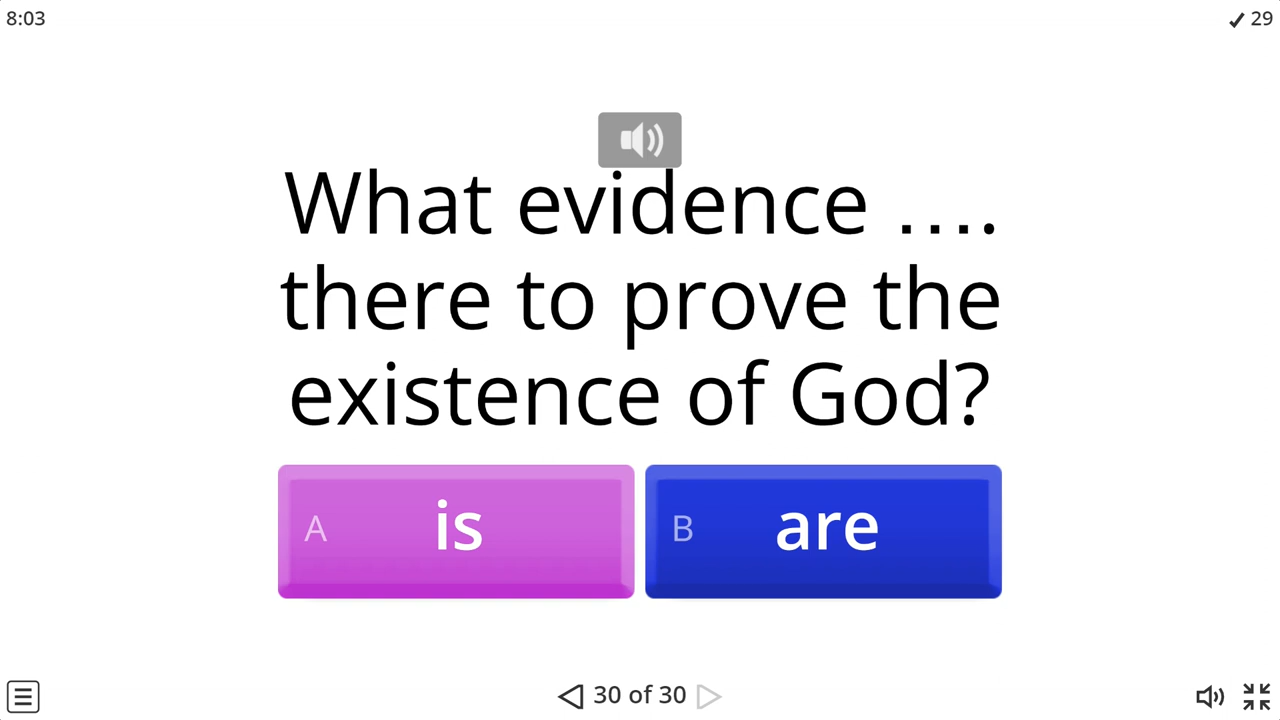 8:03
29
What evidence ....
there to prove the
existence of God?
A is
B are
30 of 30